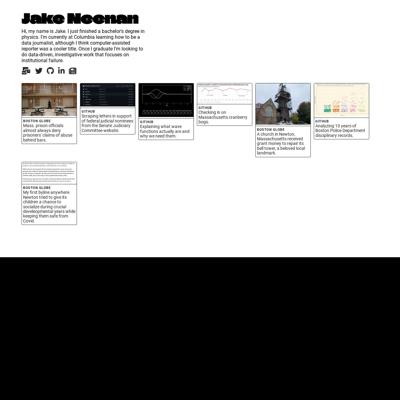 Jake Neenan
Hi, my name is Jake. I just finished a bachelor's degree in
physics. I'm currently at Columbia learning how to be a
data journalist, although I think computer-assisted
reporter was a cooler title. Once I graduate I'm looking to
do data-driven, investigative work that focuses on
institutional failure.
BOSTON GLOBE
Mass. prison officials
almost always deny
prisoners' claims of abuse
behind bars.
GITHUB
Scraping letters in support
of federal judicial nominees
from the Senate Judiciary
Committee website.
GITHUB
Explaining what wave
functions actually are and
why we need them.
GITHUB
Checking in on
Massachusetts cranberry
bogs.
BOSTON GLOBE
A church in Newton,
Massachusetts received
grant money to repair its
bell tower, a beloved local
landmark.
GITHUB
Analyzing 10 years of
Boston Police Department
disciplinary records.
BOSTON GLOBE
My first byline anywhere.
Newton tried to give its
children a chance to
socialize during crucial
developmental years while
keeping them safe from
Covid.